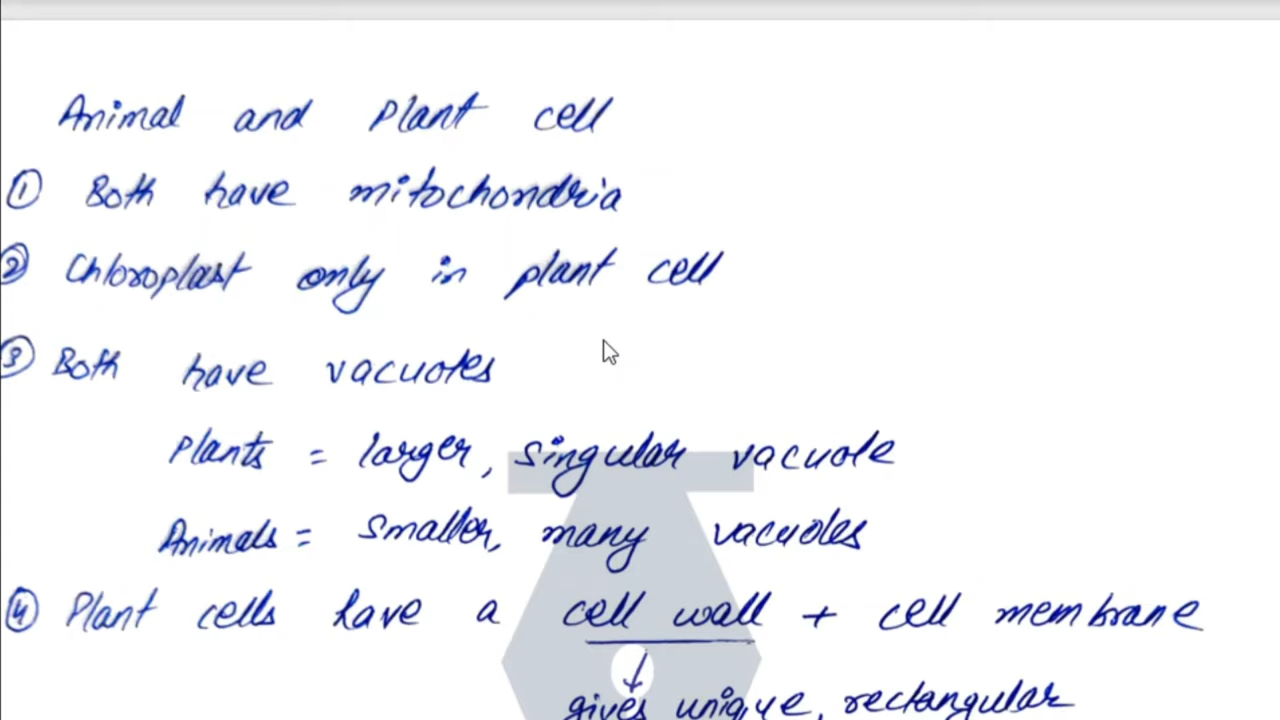 Animal and Plant cell
① Both have mitochondria
② Chloroplast only in plant cell
③ Both have vacuoles
Plants = larger, singular vacuole
Animals = smaller, many vacuoles
④ Plant cells have a cell wall + cell membrane
↓
gives unique, rectangular